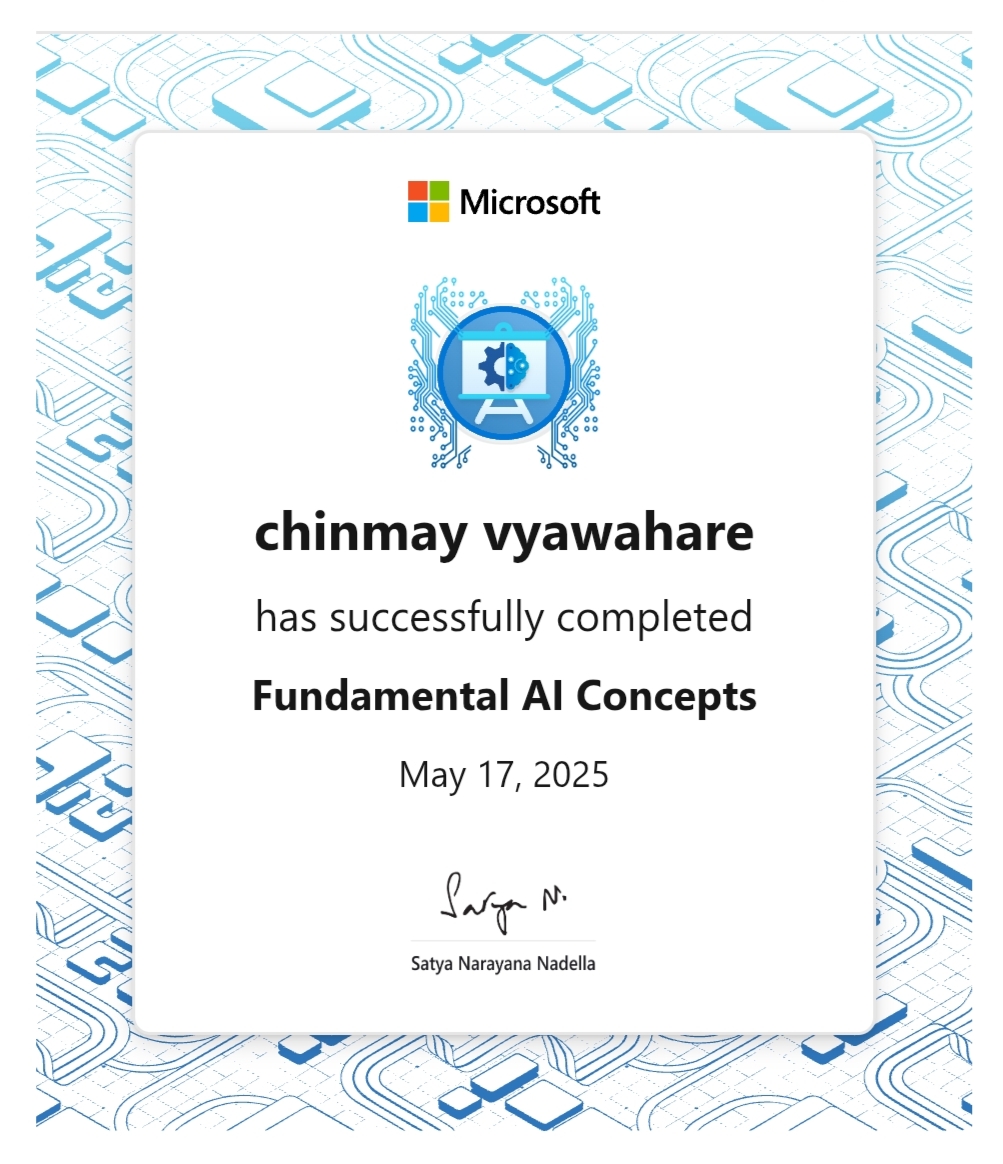 Microsoft
chinmay vyawahare
has successfully completed
Fundamental AI Concepts
May 17, 2025
Satya N.
Satya Narayana Nadella